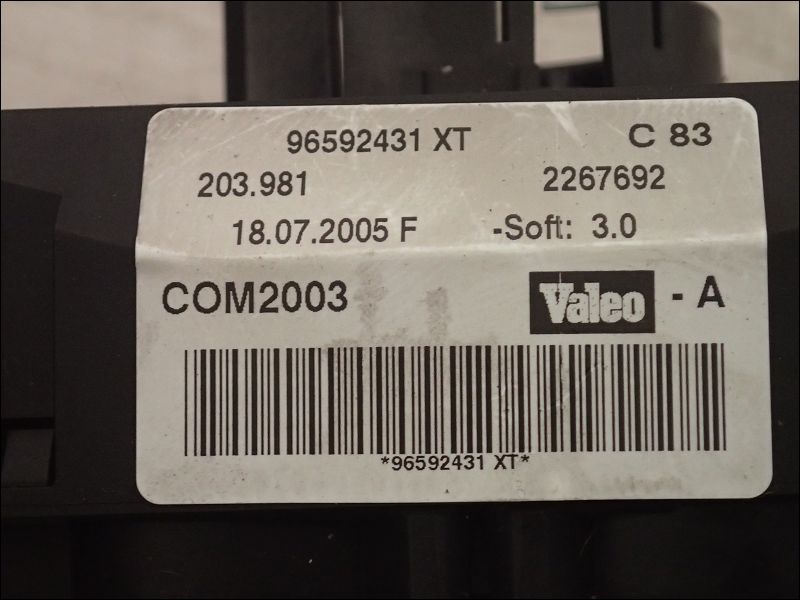 96592431 XT C 83
203.981 2267692
18.07.2005 F -Soft: 3.0
COM2003 Valeo - A
*96592431 XT*